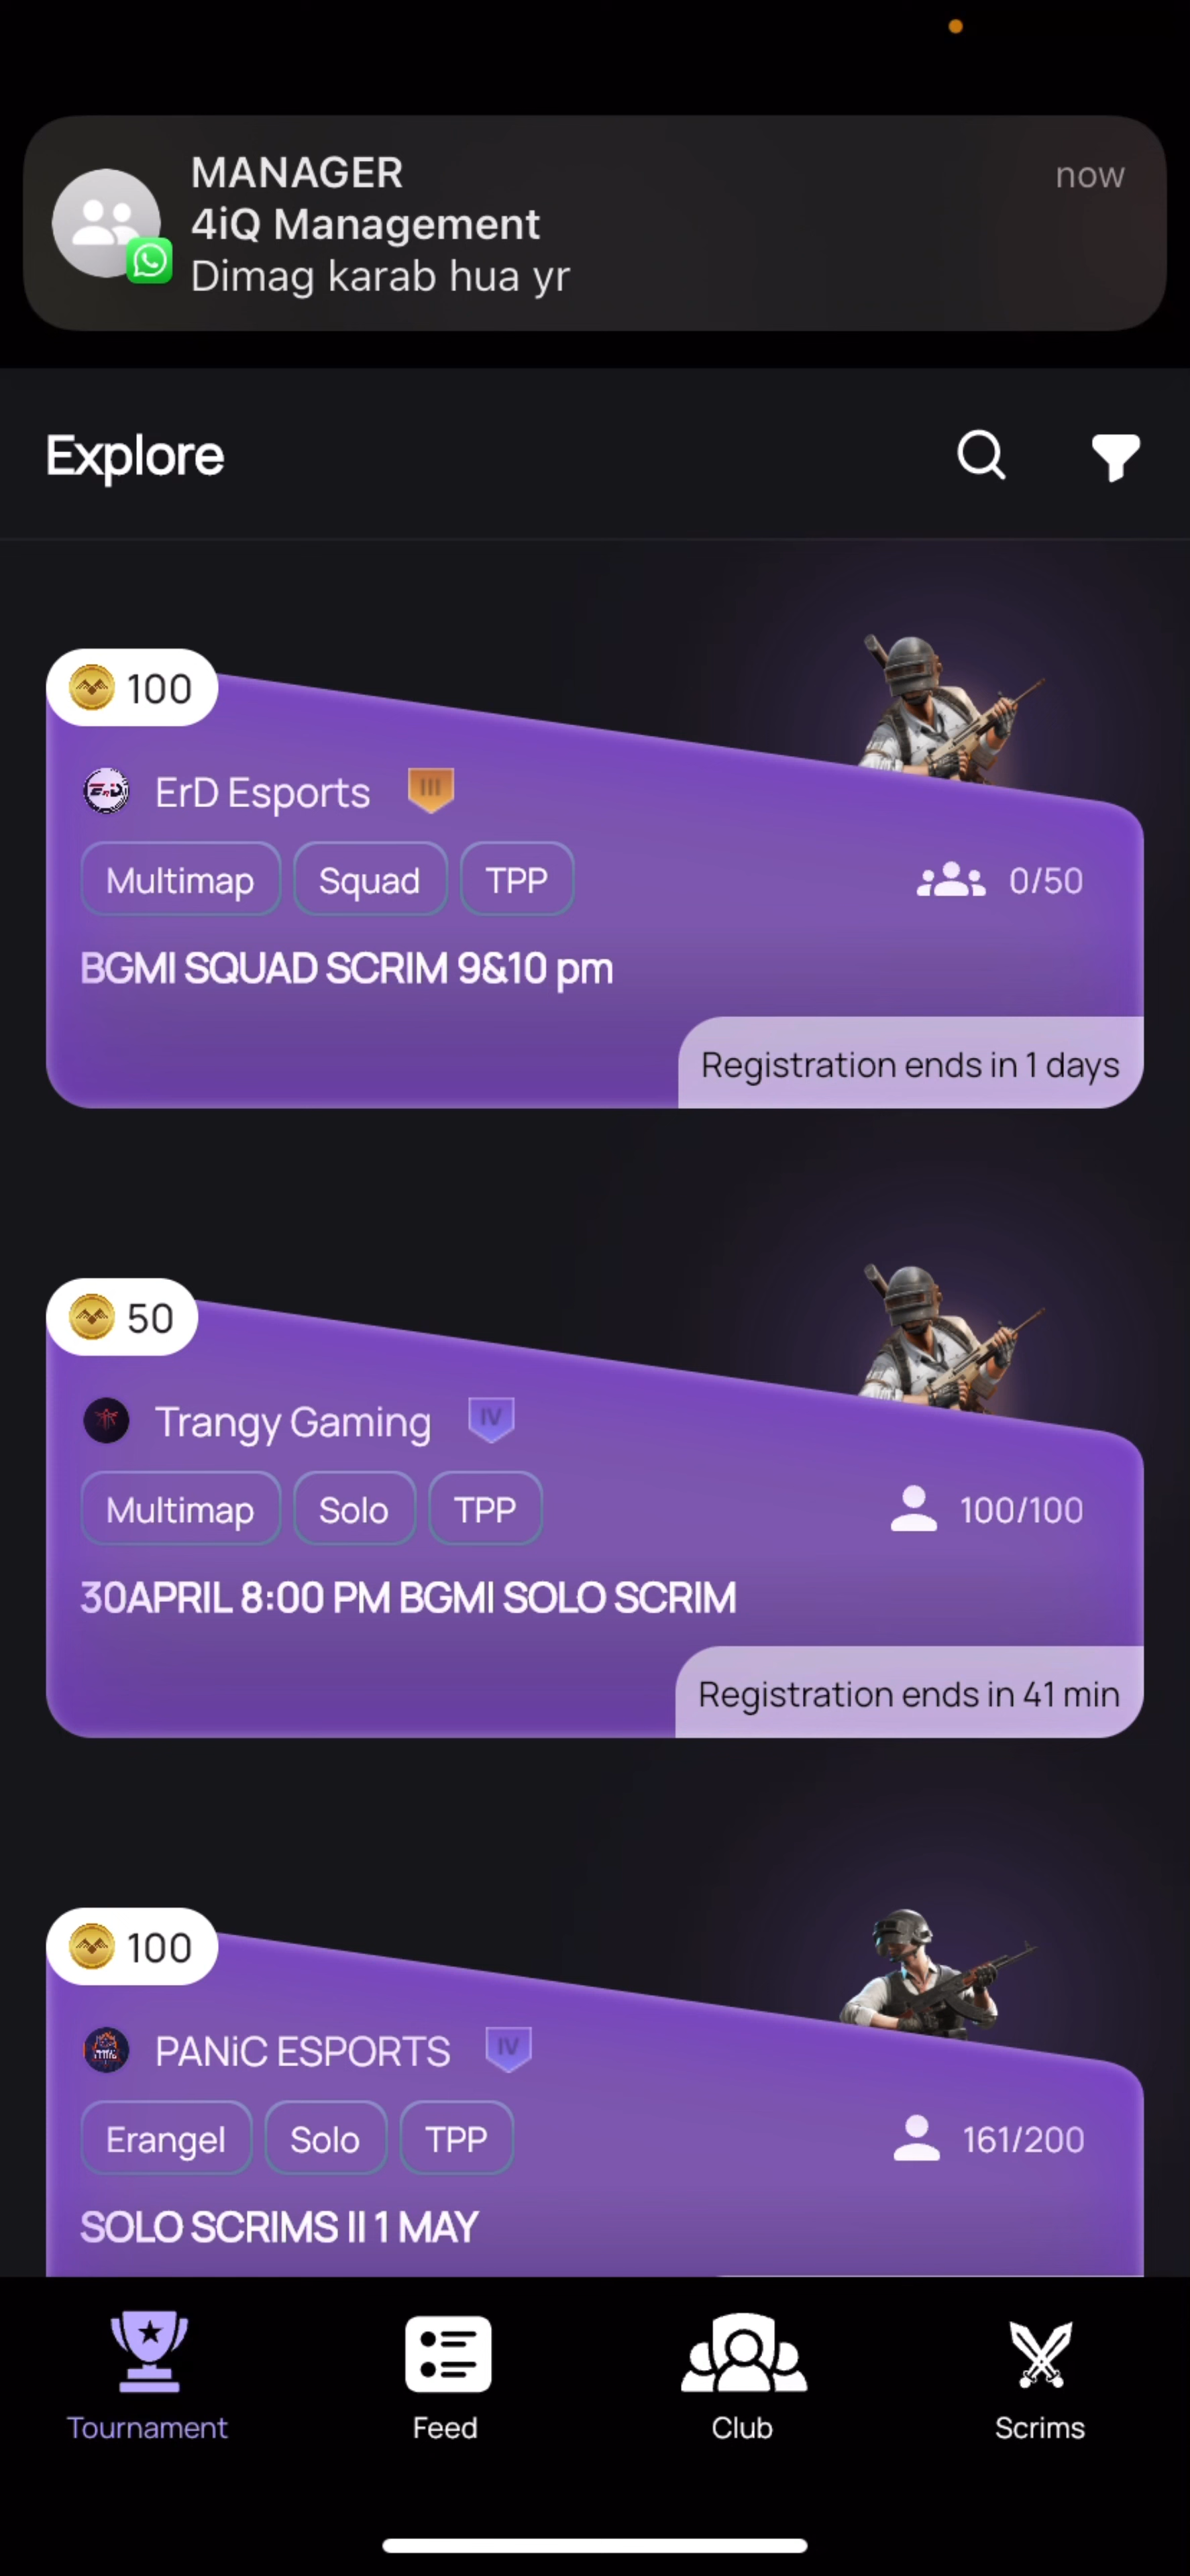 MANAGER
now
4iQ Management
Dimag karab hua yr
Explore
100
ErD Esports
III
Multimap
Squad
TPP
0/50
BGMI SQUAD SCRIM 9&10 pm
Registration ends in 1 days
50
Trangy Gaming
IV
Multimap
Solo
TPP
100/100
30APRIL 8:00 PM BGMI SOLO SCRIM
Registration ends in 41 min
100
PANiC ESPORTS
IV
Erangel
Solo
TPP
161/200
SOLO SCRIMS II 1 MAY
Tournament
Feed
Club
Scrims